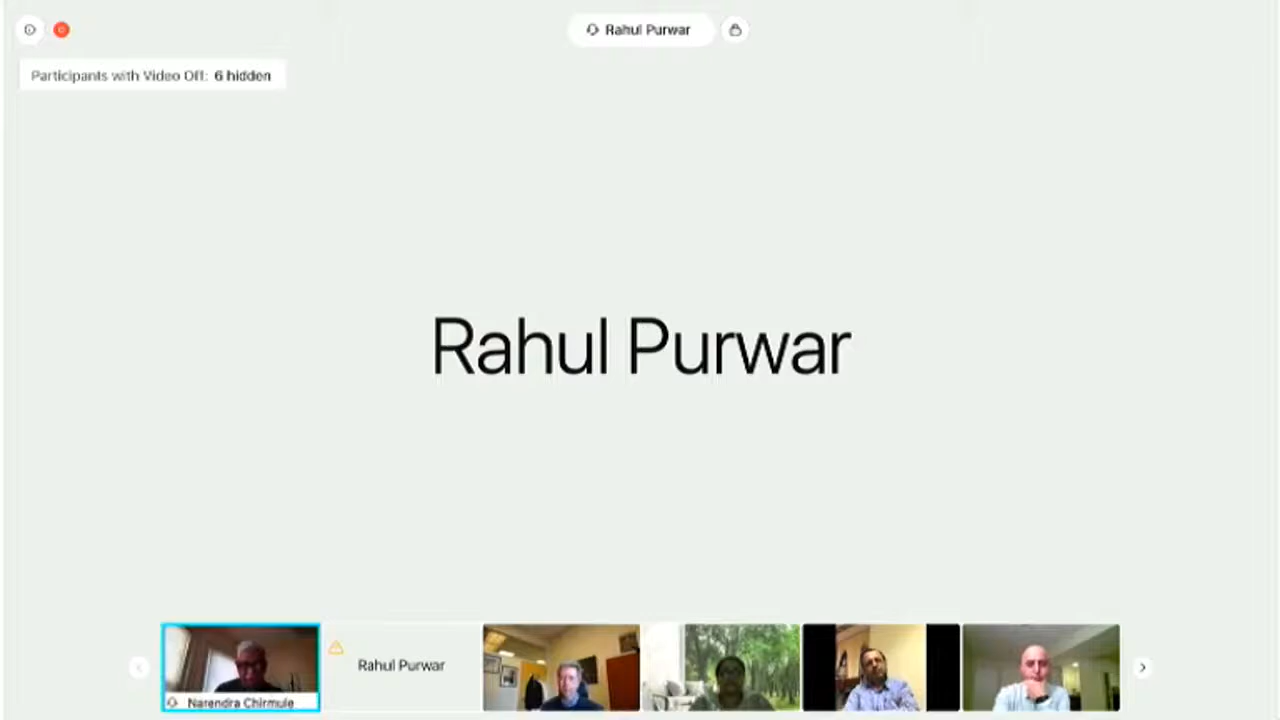 Rahul Purwar
Participants with Video Off: 6 hidden
Rahul Purwar
Rahul Purwar
Narendra Chirmule